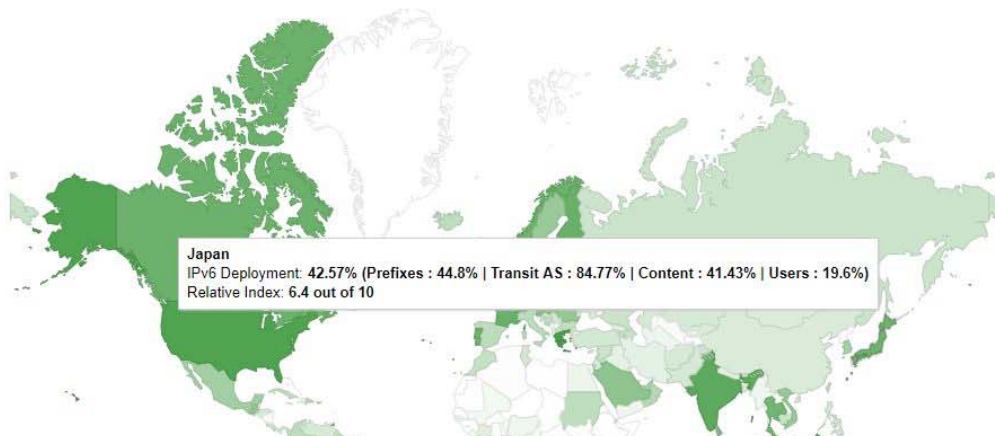 Japan
IPv6 Deployment: 42.57% (Prefixes : 44.8% | Transit AS : 84.77% | Content : 41.43% | Users : 19.6%)
Relative Index: 6.4 out of 10